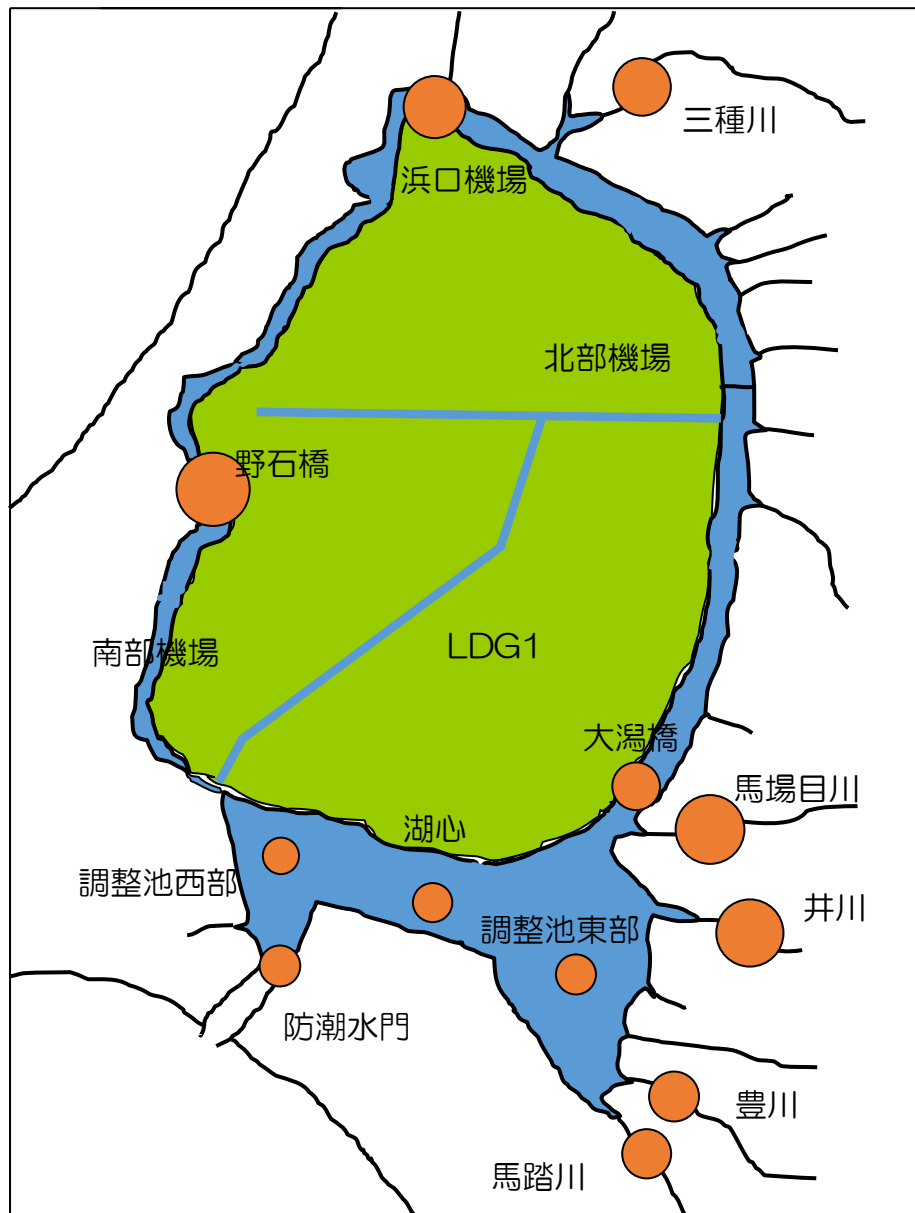 三種川
浜口機場
北部機場
野石橋
南部機場
LDG1
大潟橋
馬場目川
湖心
調整池西部
井川
調整池東部
防潮水門
豊川
馬踏川